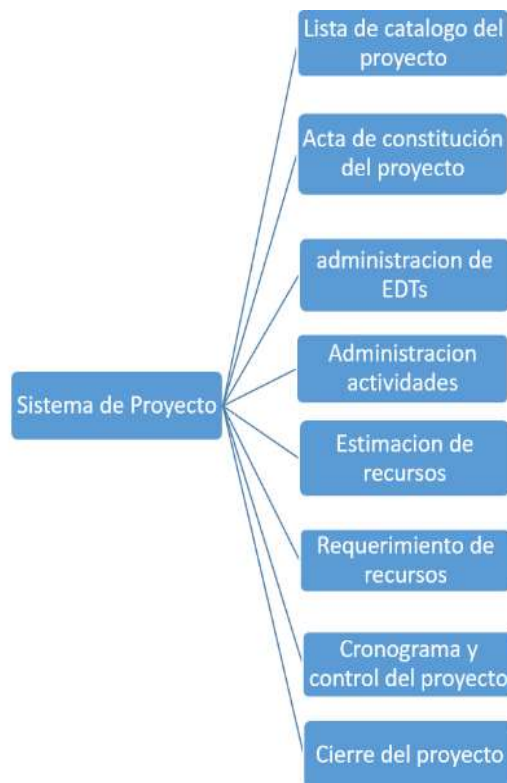 Lista de catalogo del
proyecto
Acta de constitución
del proyecto
administracion de
EDTs
Administracion
actividades
Sistema de Proyecto
Estimacion de
recursos
Requerimiento de
recursos
Cronograma y
control del proyecto
Cierre del proyecto